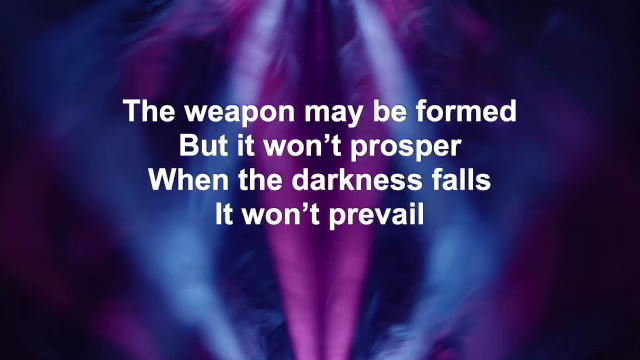 The weapon may be formed
But it won’t prosper
When the darkness falls
It won’t prevail